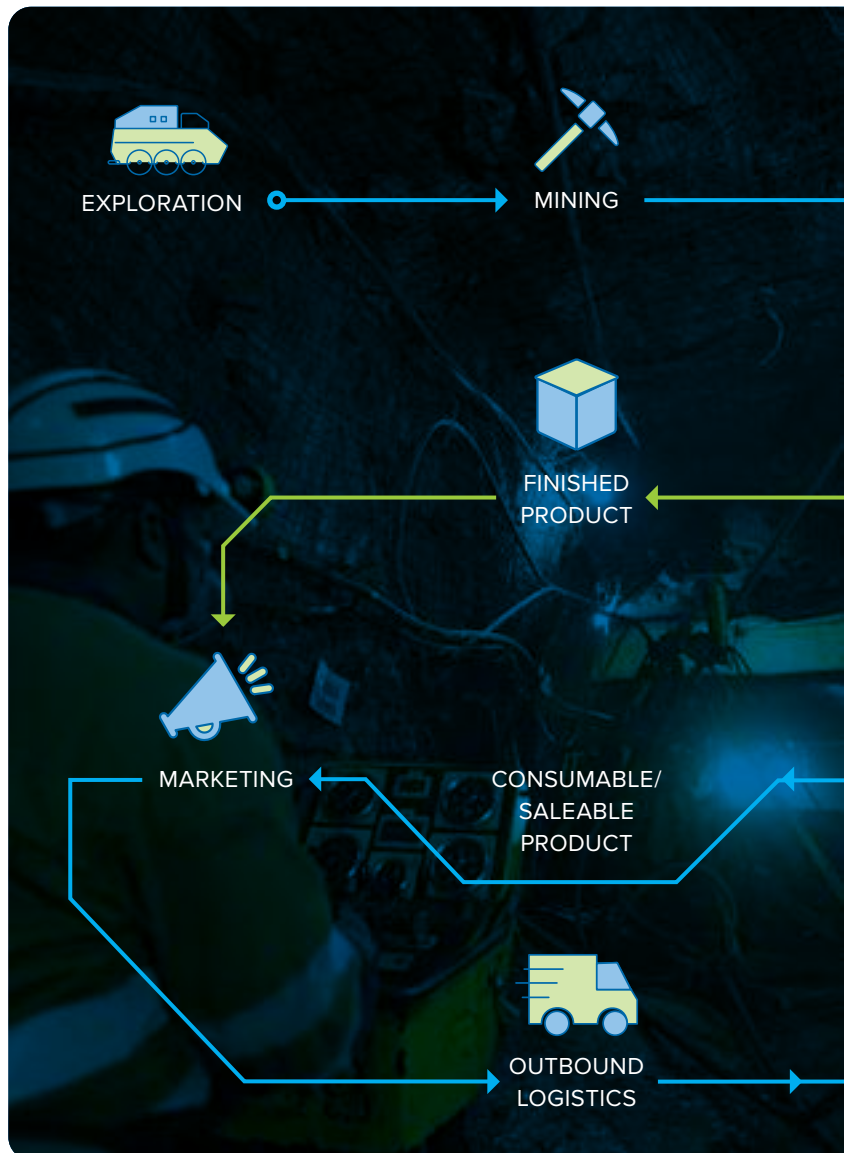 EXPLORATION
MINING
FINISHED
PRODUCT
MARKETING
CONSUMABLE/
SALEABLE
PRODUCT
OUTBOUND
LOGISTICS